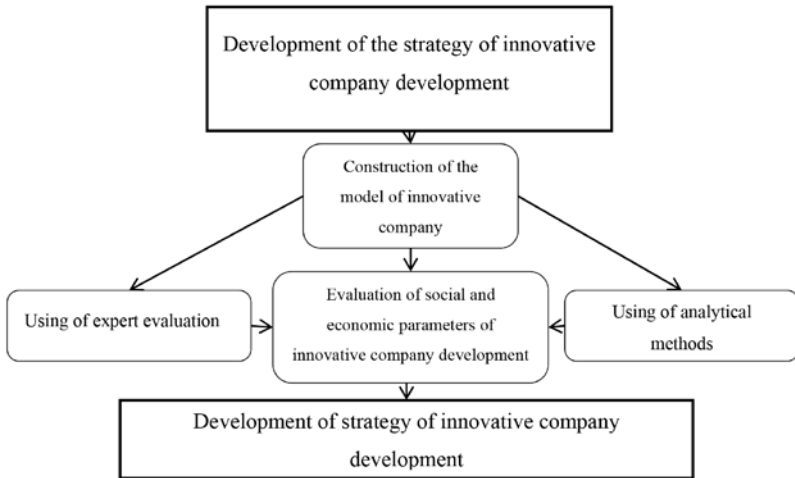 Development of the strategy of innovative
company development
Construction of the
model of innovative
company
Using of expert evaluation
Evaluation of social and
economic parameters of
innovative company development
Using of analytical
methods
Development of strategy of innovative company
development